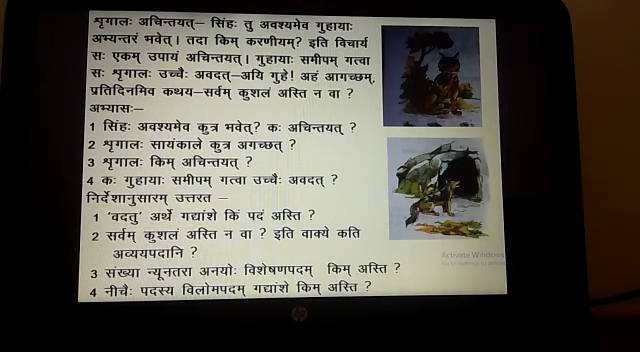 शृगालः अचिन्तयत्– सिंहः तु अवश्यमेव गुहायाः
अभ्यन्तरं भवेत्। तदा किम् करणीयम्? इति विचार्य
सः एकम् उपायं अचिन्तयत्। गुहायाः समीपम् गत्वा
सः शृगालः उच्चैः अवदत्–अयि गुहे! अहं आगच्छम्,
प्रतिदिनमिव कथय–सर्वम् कुशलं अस्ति न वा ?
अभ्यासः–
1 सिंहः अवश्यमेव कुत्र भवेत्? कः अचिन्तयत् ?
2 शृगालः सायंकाले कुत्र अगच्छत् ?
3 शृगालः किम् अचिन्तयत् ?
4 कः गुहायाः समीपम् गत्वा उच्चैः अवदत् ?
निर्देशानुसारम् उत्तरत –
1 'वदतु' अर्थे गद्यांशे किं पदं अस्ति ?
2 सर्वम् कुशलं अस्ति न वा ? इति वाक्ये कति
अव्ययपदानि ?
3 संख्या न्यूनतरा अनयोः विशेषणपदम् किम् अस्ति ?
4 नीचैः पदस्य विलोमपदम् गद्यांशे किम् अस्ति ?
Activate Windows
hp